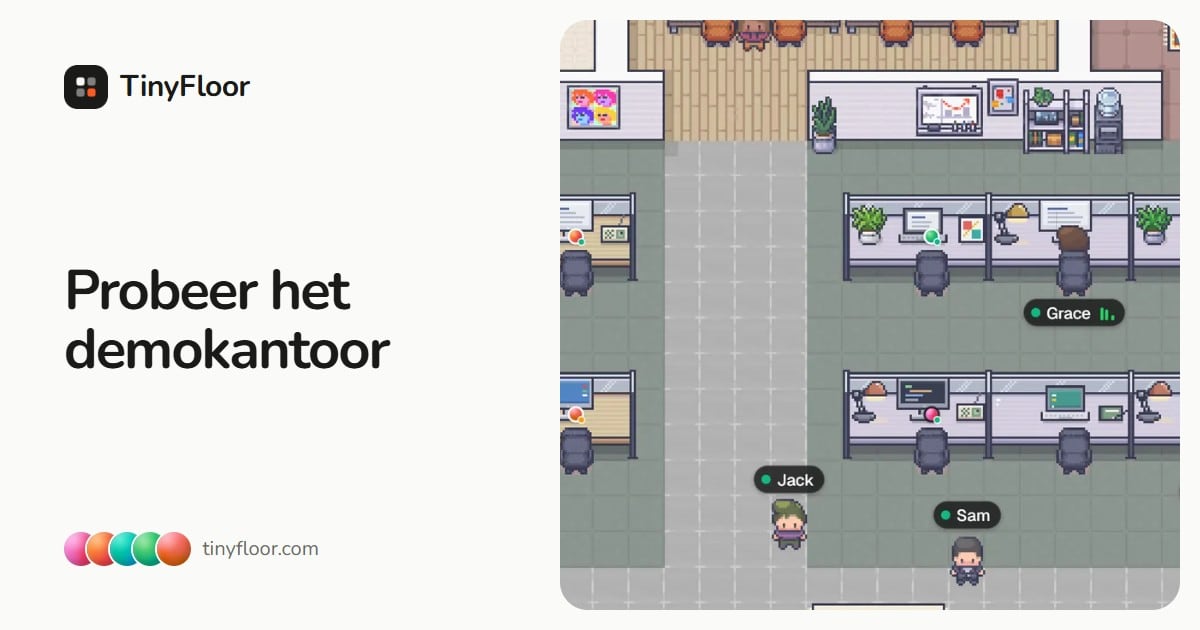 TinyFloor
Probeer het
demokantoor
tinyfloor.com
Grace
Jack
Sam